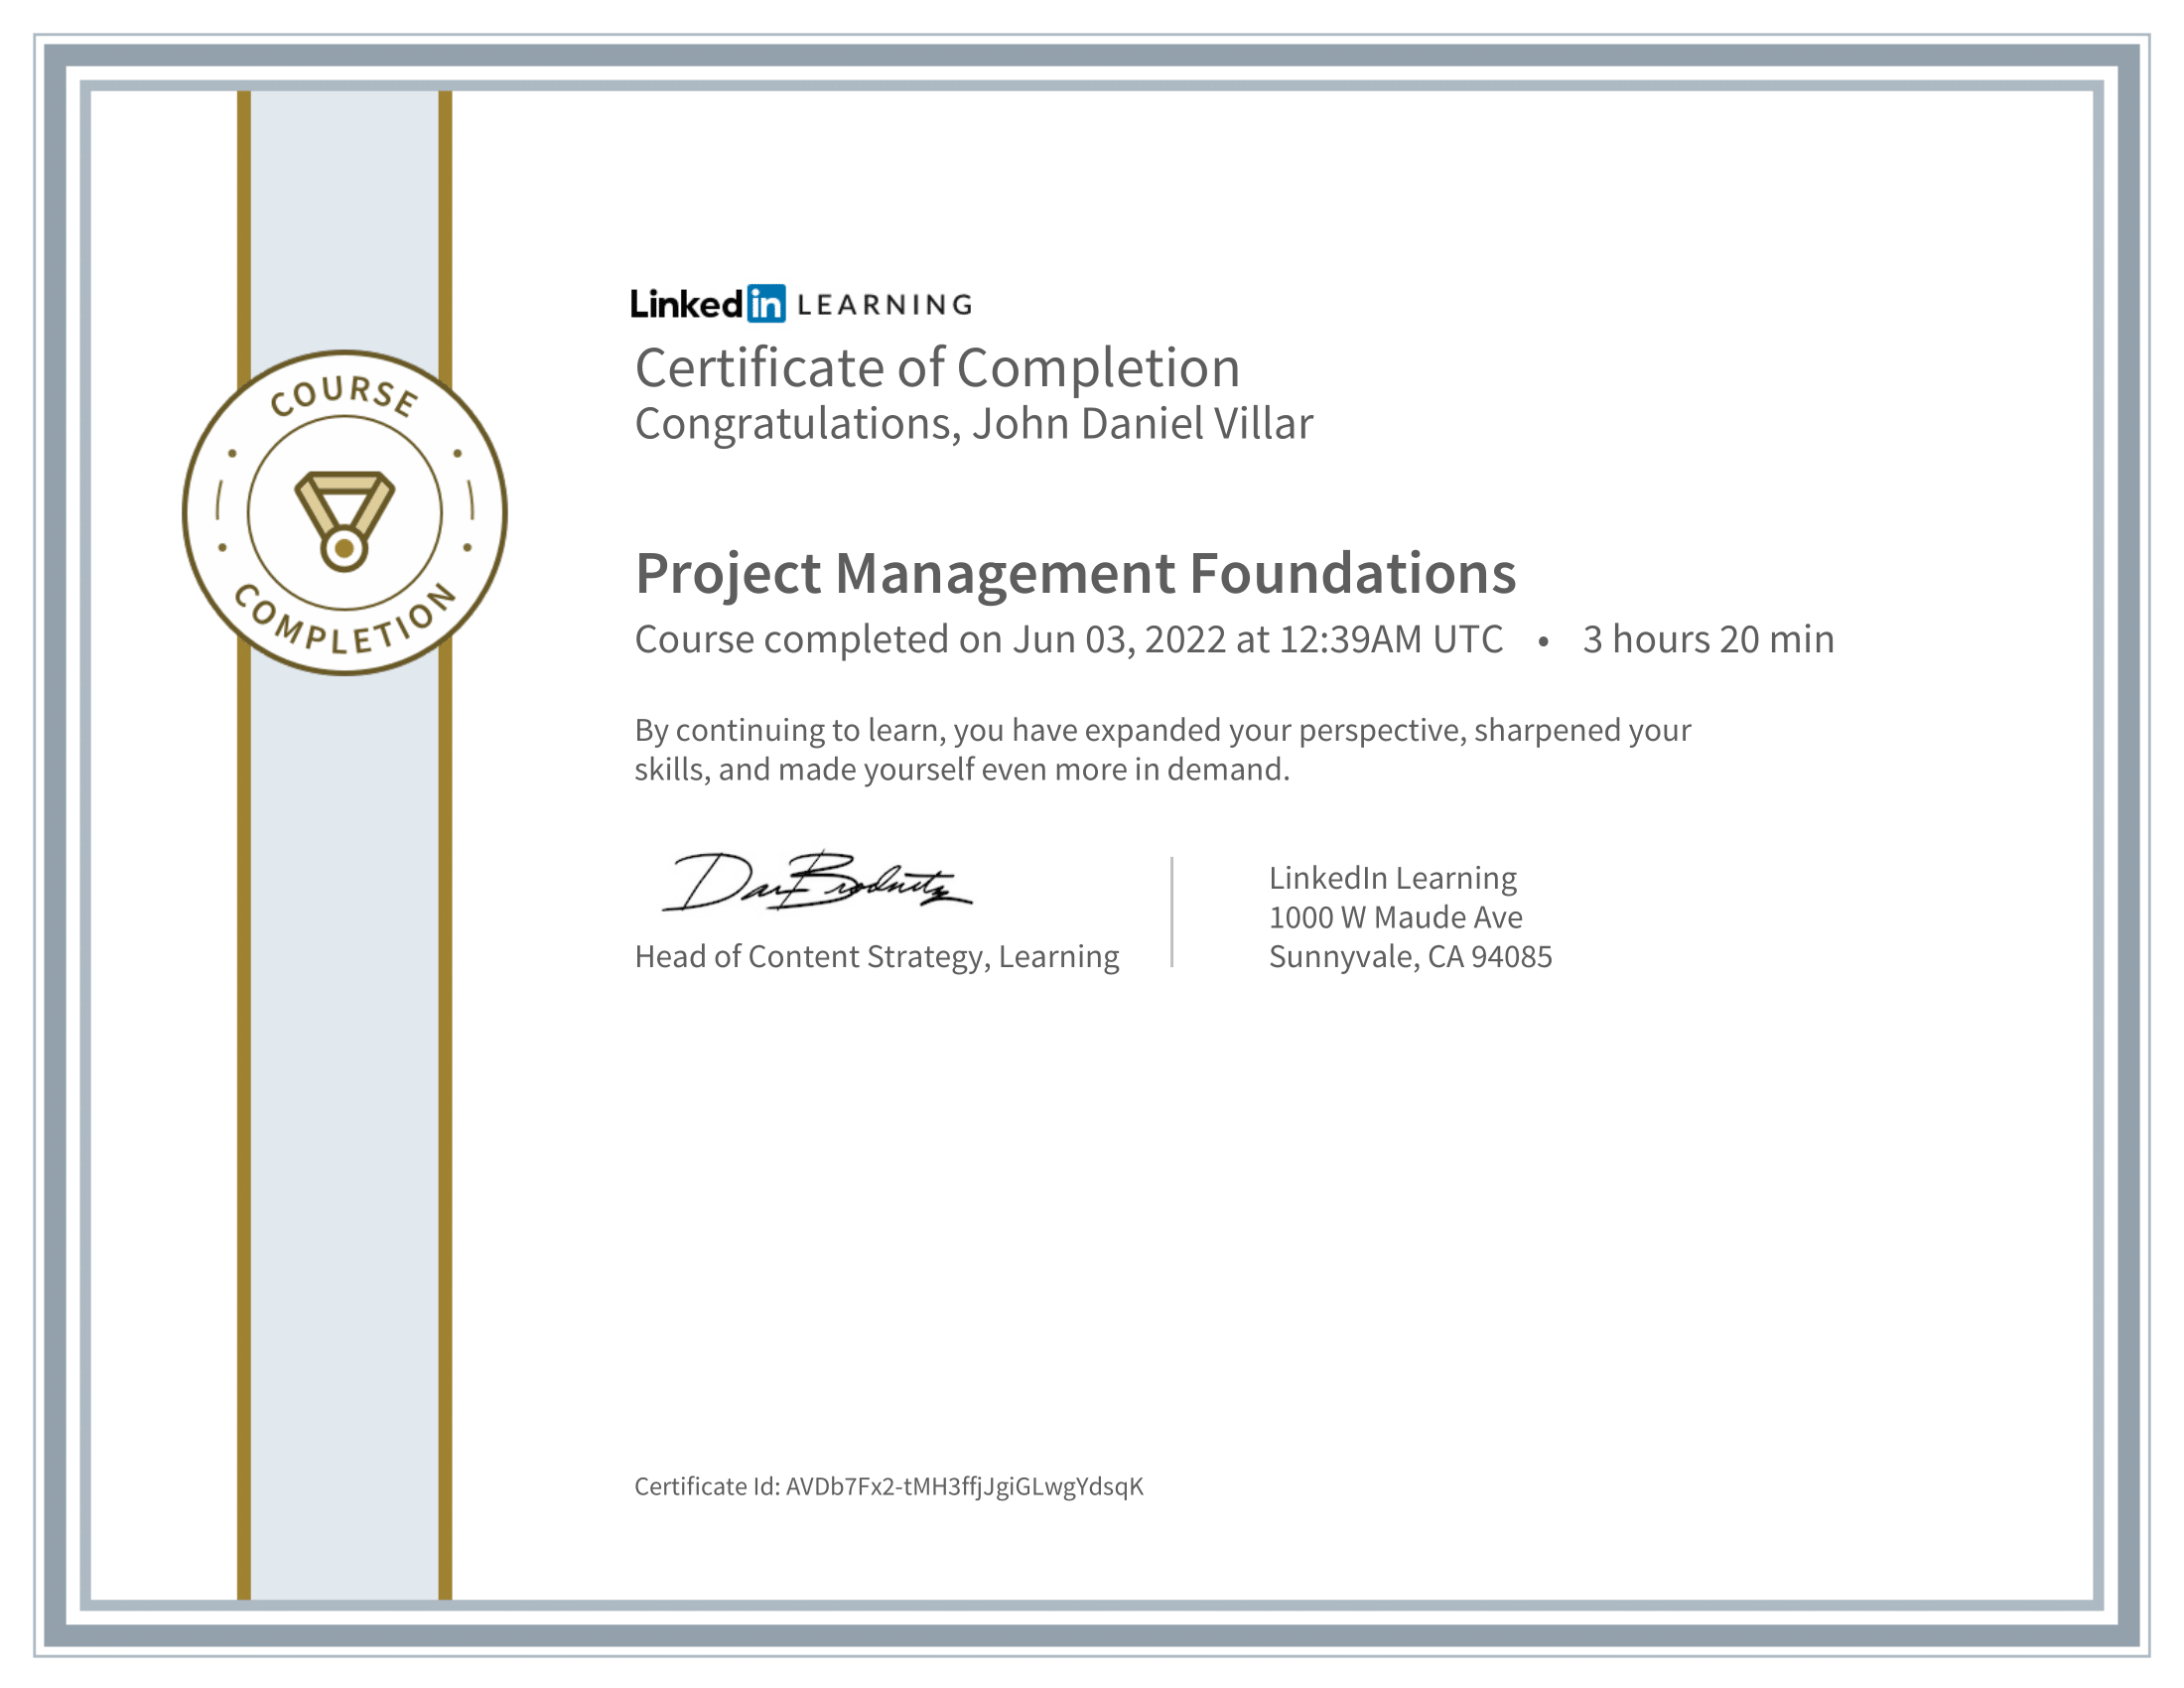 COURSE
COMPLETION
Linked in LEARNING
Certificate of Completion
Congratulations, John Daniel Villar
Project Management Foundations
Course completed on Jun 03, 2022 at 12:39AM UTC • 3 hours 20 min
By continuing to learn, you have expanded your perspective, sharpened your
skills, and made yourself even more in demand.
Dan Brodnitz
Head of Content Strategy, Learning
LinkedIn Learning
1000 W Maude Ave
Sunnyvale, CA 94085
Certificate Id: AVDb7Fx2-tMH3ffjJgiGLwgYdsqK